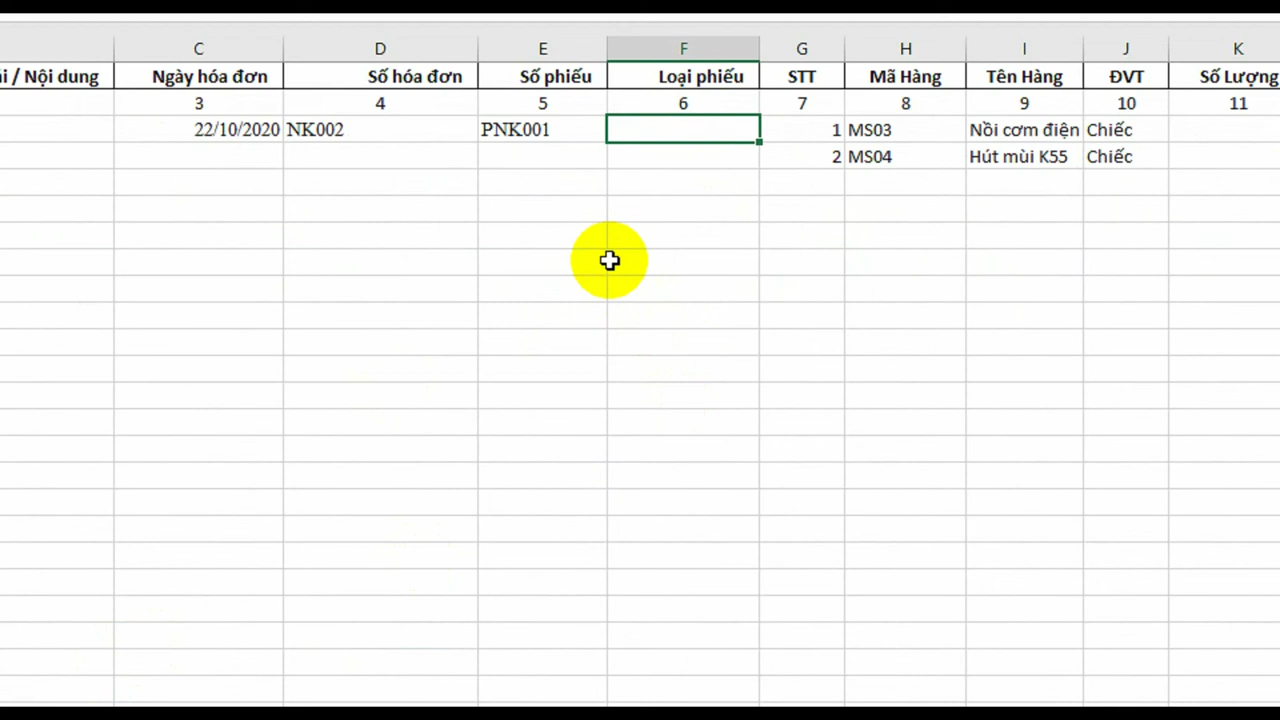 C D E F G H I J K
i / Nội dung Ngày hóa đơn Số hóa đơn Số phiếu Loại phiếu STT Mã Hàng Tên Hàng ĐVT Số Lượng
3 4 5 6 7 8 9 10 11
22/10/2020 NK002 PNK001 1 MS03 Nồi cơm điện Chiếc
2 MS04 Hút mùi K55 Chiếc